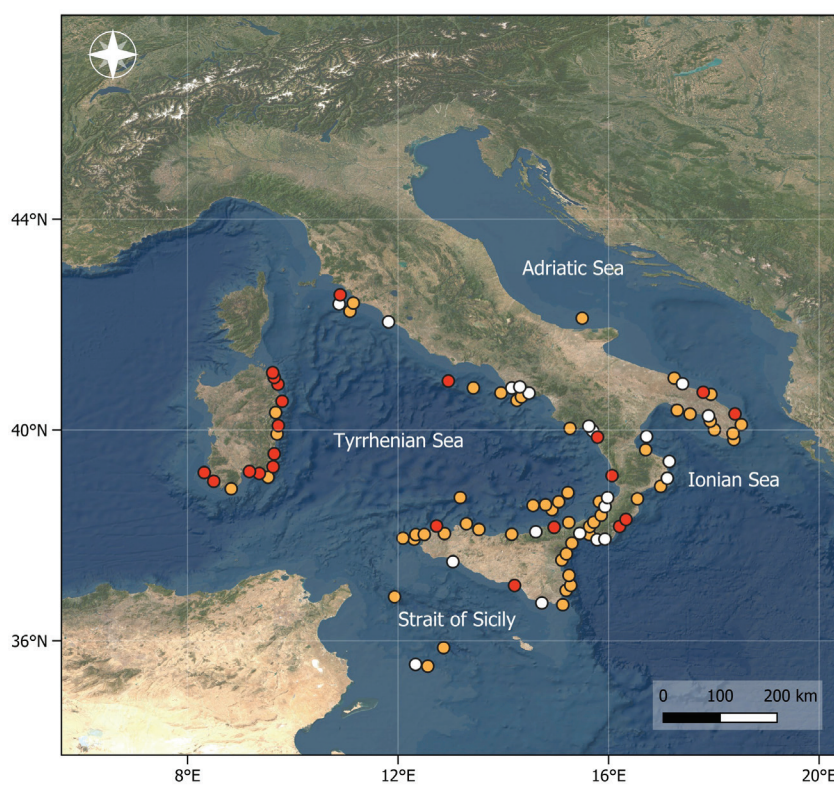 44°N
Adriatic Sea
40°N
Tyrrhenian Sea
Ionian Sea
Strait of Sicily
36°N
0 100 200 km
8°E 12°E 16°E 20°E